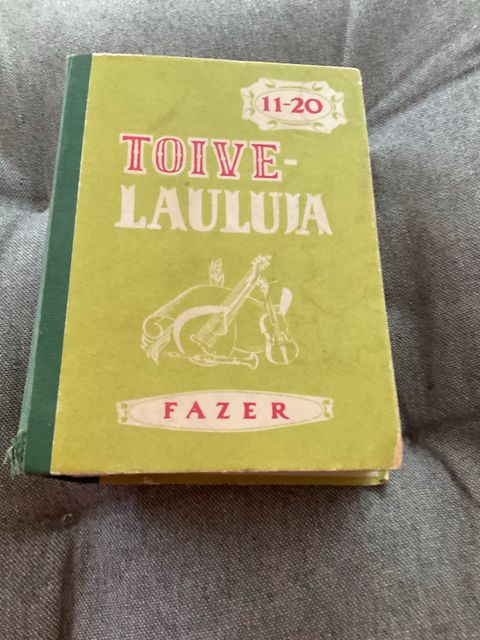 11-20
TOIVE-
LAULUJA
FAZER